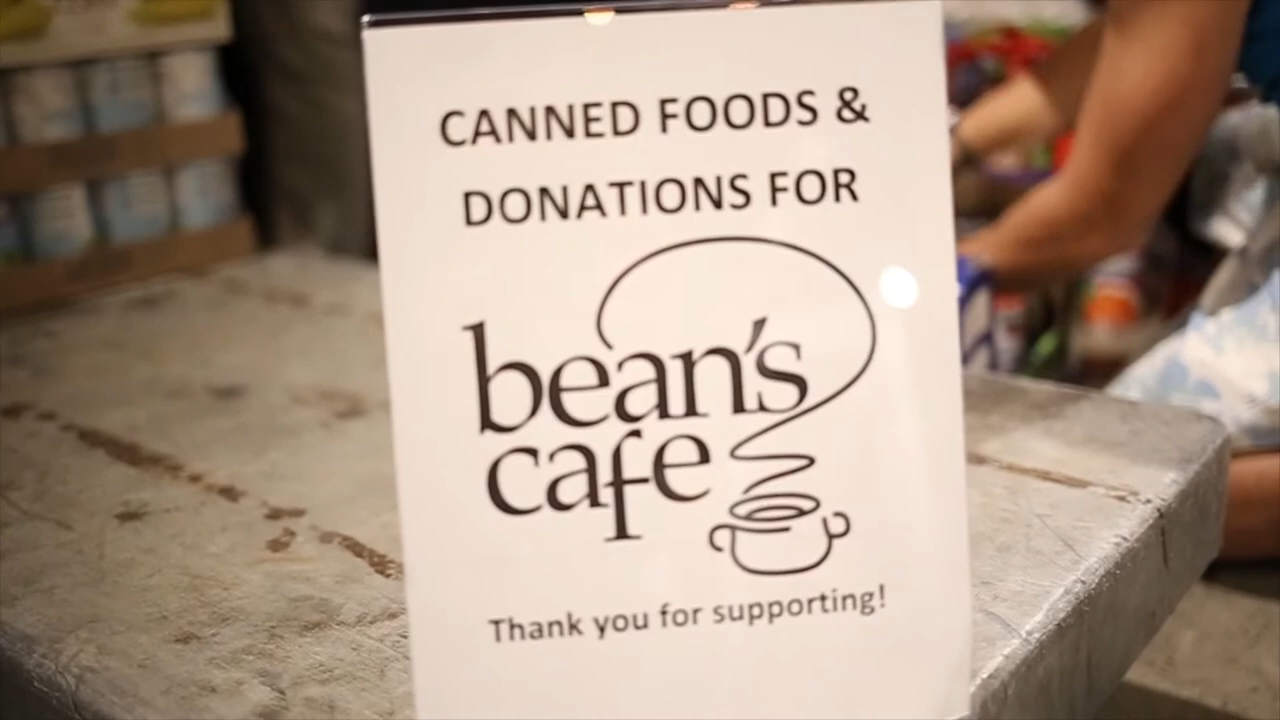 CANNED FOODS &
DONATIONS FOR
bean's
cafe
Thank you for supporting!